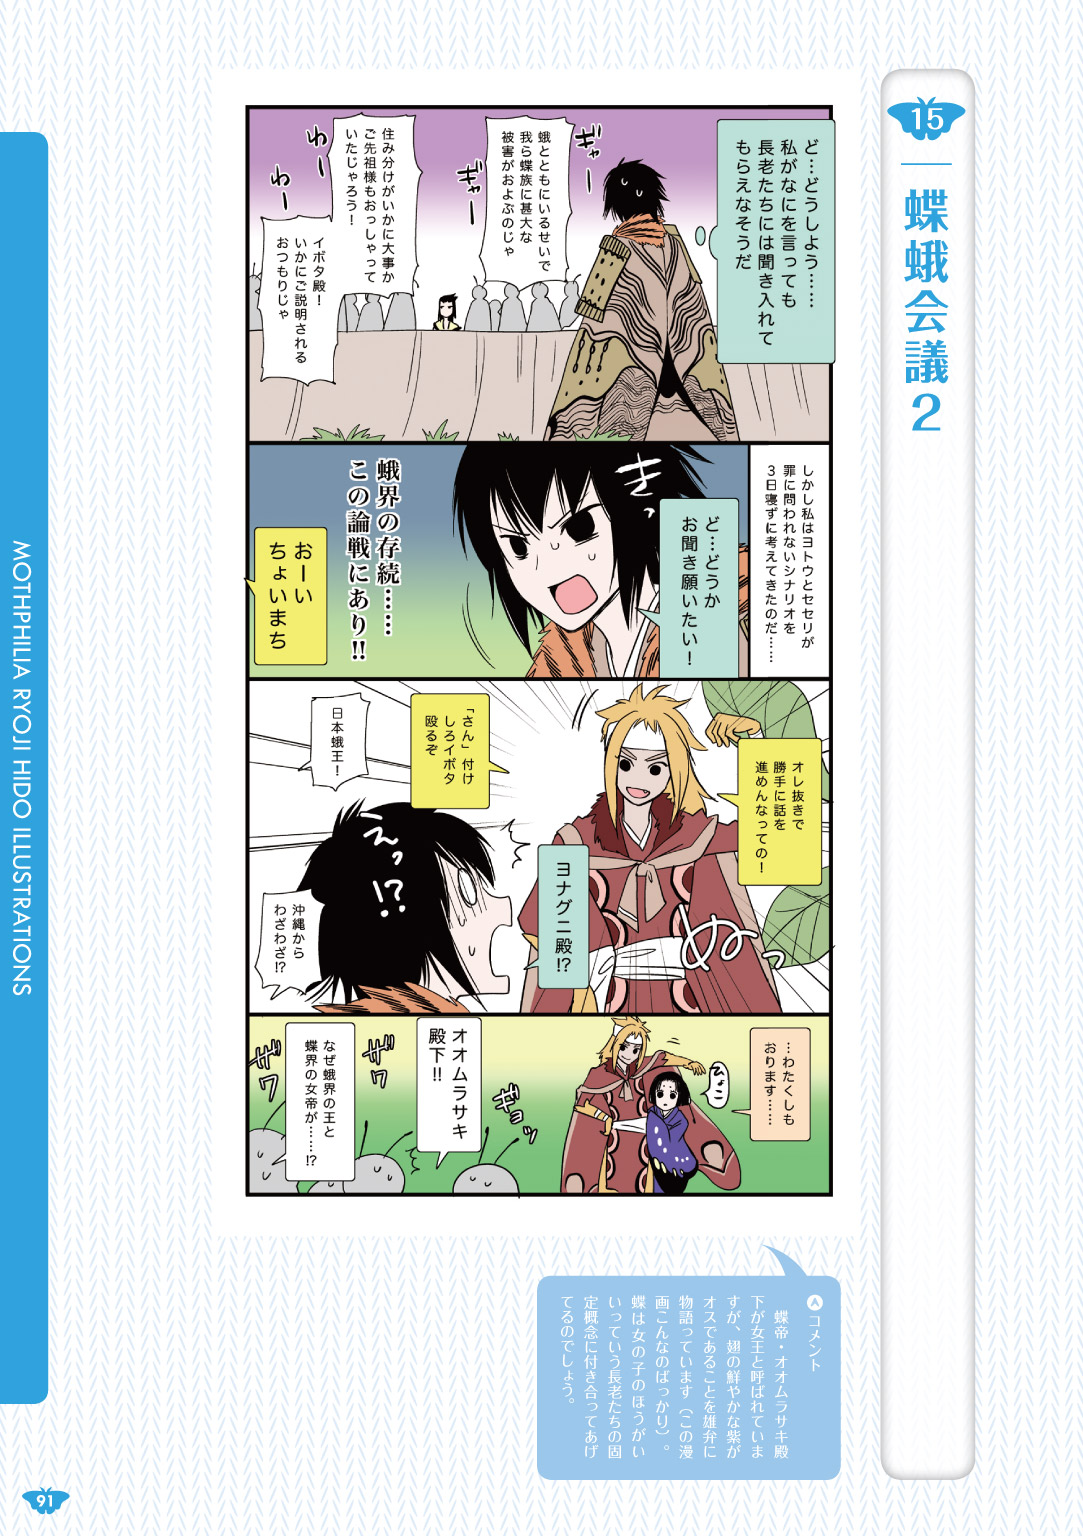 15
蝶蛾会議2
ど…どうしよう……
私がなにを言っても
長老たちには聞き入れて
もらえなそうだ
ギャー
蛾とともにいるせいで
我ら蝶族に甚大な
被害がおよぶのじゃ
ギャー
住み分けがいかに大事か
ご先祖様もおっしゃって
いたじゃろう!
わー
わー
イボタ殿!
いかにご説明される
おつもりじゃ
しかし私はヨトウとセセリが
罪に問われないシナリオを
3日寝ずに考えてきたのだ……
きっ
ど…どうか
お聞き願いたい!
蛾界の存続……
この論戦にあり!!
おーい
ちょいまち
オレ抜きで
勝手に話を
進めんなっての!
「さん」付け
しろイボタ
殴るぞ
日本蛾王!
ぬっ
ヨナグニ殿!?
えっ!?
沖縄から
わざわざ!?
…わたくしも
おります……
ひょこ
ギョッ
オオムラサキ
殿下!!
ザワ
なぜ蛾界の王と
蝶界の女帝が……!?
ザワ
コメント
蝶帝・オオムラサキ殿
下が女王と呼ばれていま
すが、翅の鮮やかな紫が
オスであることを雄弁に
物語っています(この漫
画こんなのばっかり)。
蝶は女の子のほうがい
いっていう長老たちの固
定概念に付き合ってあげ
てるのでしょう。
MOTHPHILIA RYOJI HIDO ILLUSTRATIONS
91